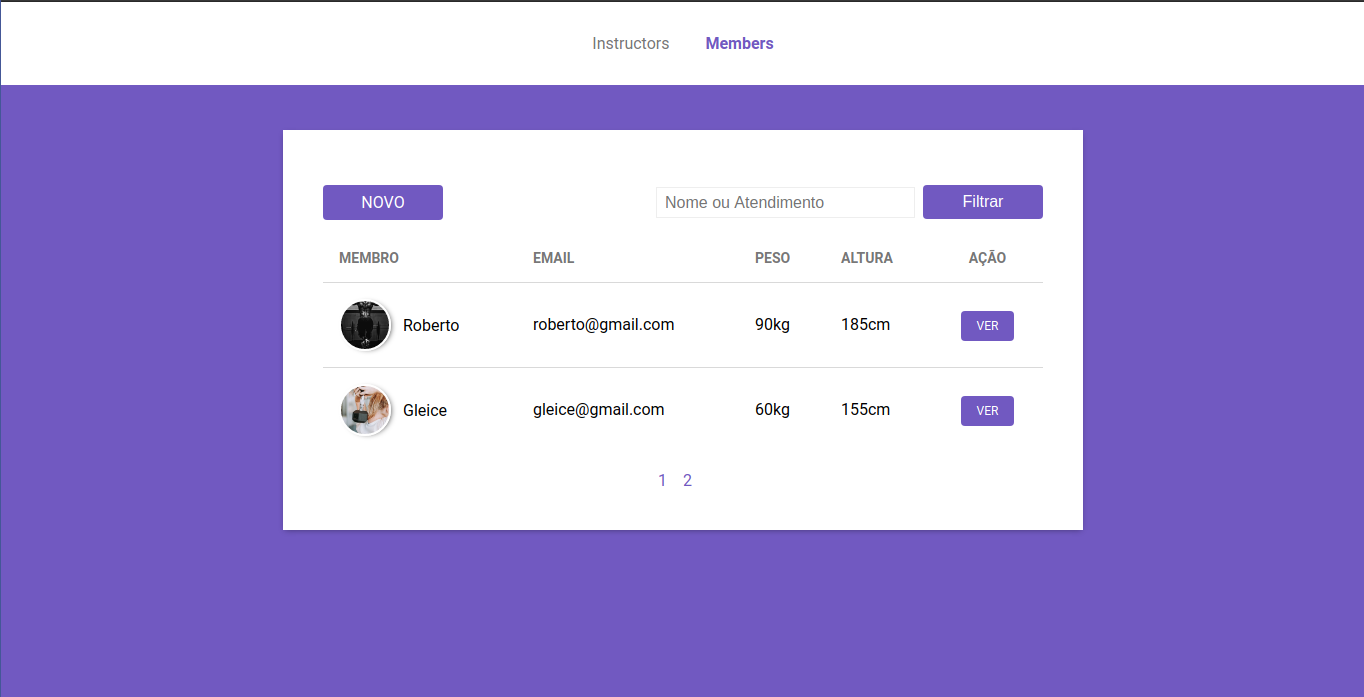 Instructors Members
NOVO Nome ou Atendimento Filtrar
MEMBRO EMAIL PESO ALTURA AÇÃO
Roberto roberto@gmail.com 90kg 185cm VER
Gleice gleice@gmail.com 60kg 155cm VER
1 2